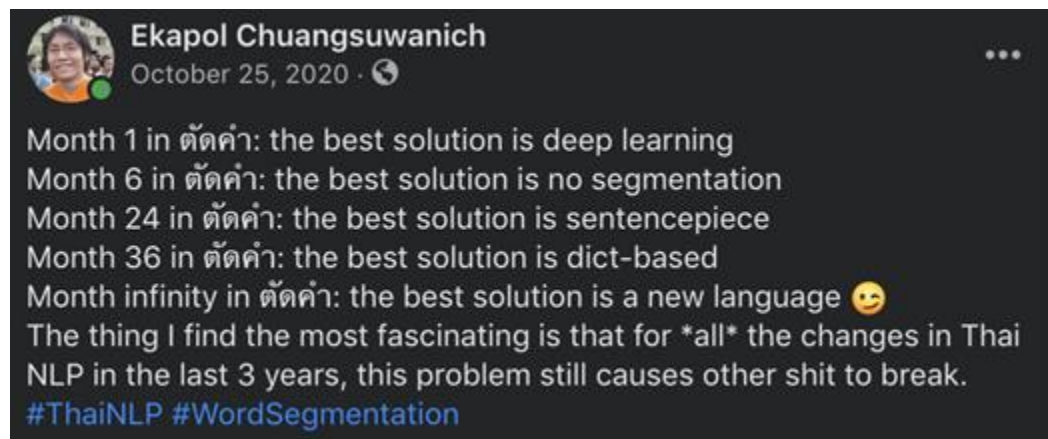 Ekapol Chuangsuwanich
October 25, 2020 ·
Month 1 in ตัดคำ: the best solution is deep learning
Month 6 in ตัดคำ: the best solution is no segmentation
Month 24 in ตัดคำ: the best solution is sentencepiece
Month 36 in ตัดคำ: the best solution is dict-based
Month infinity in ตัดคำ: the best solution is a new language 😉
The thing I find the most fascinating is that for *all* the changes in Thai
NLP in the last 3 years, this problem still causes other shit to break.
#ThaiNLP #WordSegmentation